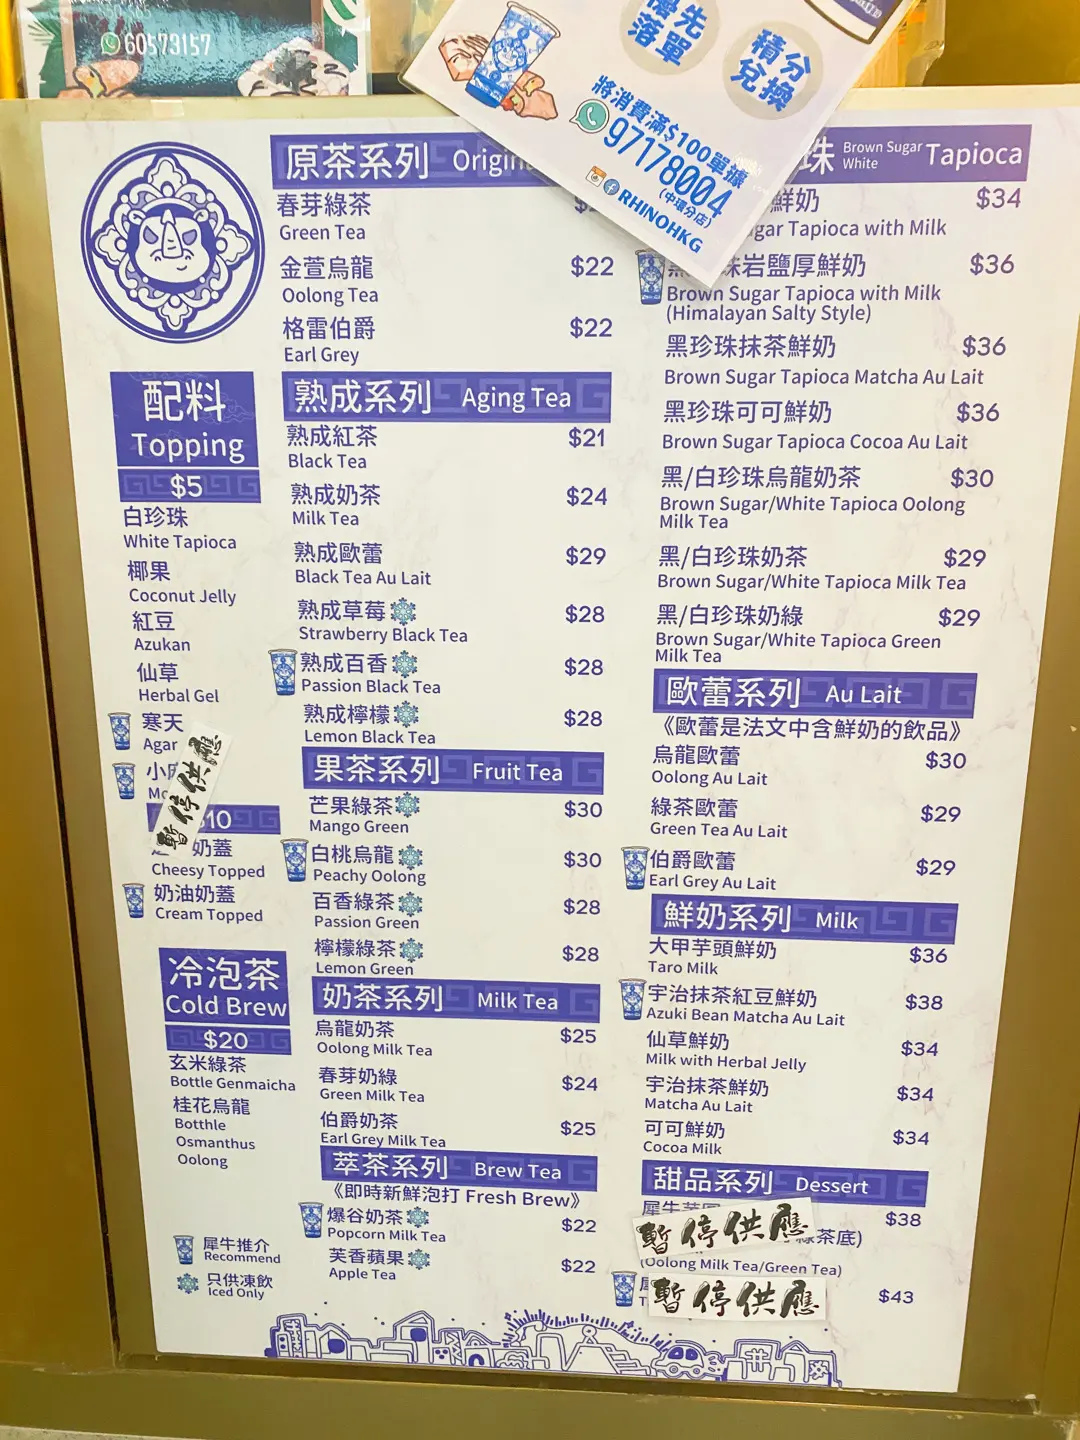 60573157
優先
落單
積分
兌換
將消費滿$100單據
97178004
(中環分店)
RHINOHKG
原茶系列
春芽綠茶
Green Tea
金萱烏龍 $22
Oolong Tea
格雷伯爵 $22
Earl Grey
配料
Topping
$5
白珍珠
White Tapioca
椰果
Coconut Jelly
紅豆
Azukan
仙草
Herbal Gel
寒天
Agar
暫停供應
奶蓋
Cheesy Topped
奶油奶蓋
Cream Topped
冷泡茶
Cold Brew
$20
玄米綠茶
Bottle Genmaicha
桂花烏龍
Botthle
Osmanthus
Oolong
犀牛推介
Recommend
只供凍飲
Iced Only
熟成系列 Aging Tea
熟成紅茶 $21
Black Tea
熟成奶茶 $24
Milk Tea
熟成歐蕾 $29
Black Tea Au Lait
熟成草莓 $28
Strawberry Black Tea
熟成百香 $28
Passion Black Tea
熟成檸檬 $28
Lemon Black Tea
果茶系列 Fruit Tea
芒果綠茶 $30
Mango Green
白桃烏龍 $30
Peachy Oolong
百香綠茶 $28
Passion Green
檸檬綠茶 $28
Lemon Green
奶茶系列 Milk Tea
烏龍奶茶 $25
Oolong Milk Tea
春芽奶綠 $24
Green Milk Tea
伯爵奶茶 $25
Earl Grey Milk Tea
萃茶系列 Brew Tea
《即時新鮮泡打 Fresh Brew》
爆谷奶茶 $22
Popcorn Milk Tea
芙香蘋果 $22
Apple Tea
珠 Brown Sugar White Tapioca
鮮奶 $34
Tapioca with Milk
岩鹽厚鮮奶 $36
Brown Sugar Tapioca with Milk
(Himalayan Salty Style)
黑珍珠抹茶鮮奶 $36
Brown Sugar Tapioca Matcha Au Lait
黑珍珠可可鮮奶 $36
Brown Sugar Tapioca Cocoa Au Lait
黑/白珍珠烏龍奶茶 $30
Brown Sugar/White Tapioca Oolong
Milk Tea
黑/白珍珠奶茶 $29
Brown Sugar/White Tapioca Milk Tea
黑/白珍珠奶綠 $29
Brown Sugar/White Tapioca Green
Milk Tea
歐蕾系列 Au Lait
《歐蕾是法文中含鮮奶的飲品》
烏龍歐蕾 $30
Oolong Au Lait
綠茶歐蕾 $29
Green Tea Au Lait
伯爵歐蕾 $29
Earl Grey Au Lait
鮮奶系列 Milk
大甲芋頭鮮奶 $36
Taro Milk
宇治抹茶紅豆鮮奶 $38
Azuki Bean Matcha Au Lait
仙草鮮奶 $34
Milk with Herbal Jelly
宇治抹茶鮮奶 $34
Matcha Au Lait
可可鮮奶 $34
Cocoa Milk
甜品系列 Dessert
$38
暫停供應 茶底)
(Oolong Milk Tea/Green Tea)
暫停供應 $43